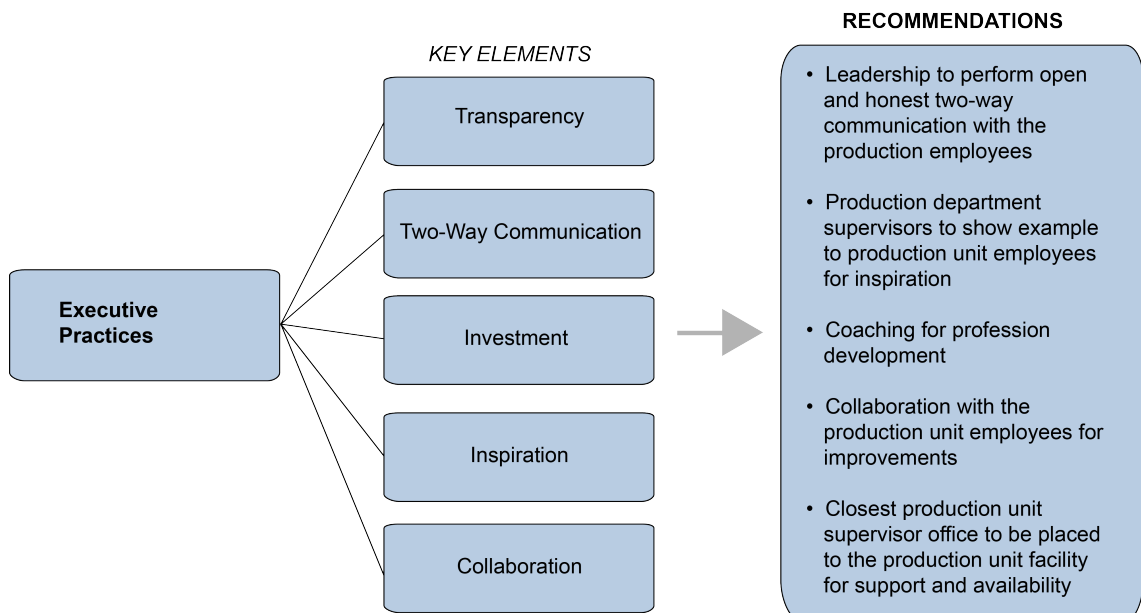 RECOMMENDATIONS
KEY ELEMENTS
Executive
Practices
Transparency
Two-Way Communication
Investment
Inspiration
Collaboration
• Leadership to perform open
and honest two-way
communication with the
production employees
• Production department
supervisors to show example
to production unit employees
for inspiration
• Coaching for profession
development
• Collaboration with the
production unit employees for
improvements
• Closest production unit
supervisor office to be placed
to the production unit facility
for support and availability